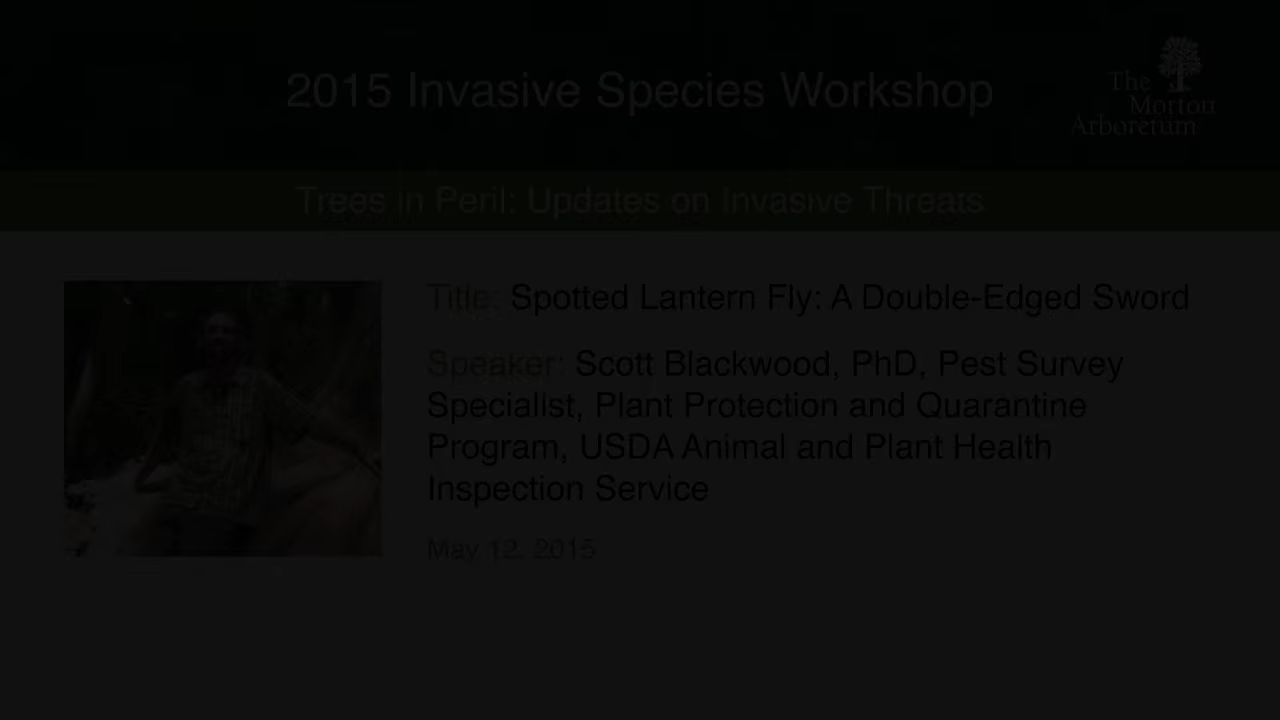 2015 Invasive Species Workshop
The
Morton
Arboretum
Trees in Peril: Updates on Invasive Threats
Title: Spotted Lantern Fly: A Double-Edged Sword
Speaker: Scott Blackwood, PhD, Pest Survey
Specialist, Plant Protection and Quarantine
Program, USDA Animal and Plant Health
Inspection Service
May 12, 2015